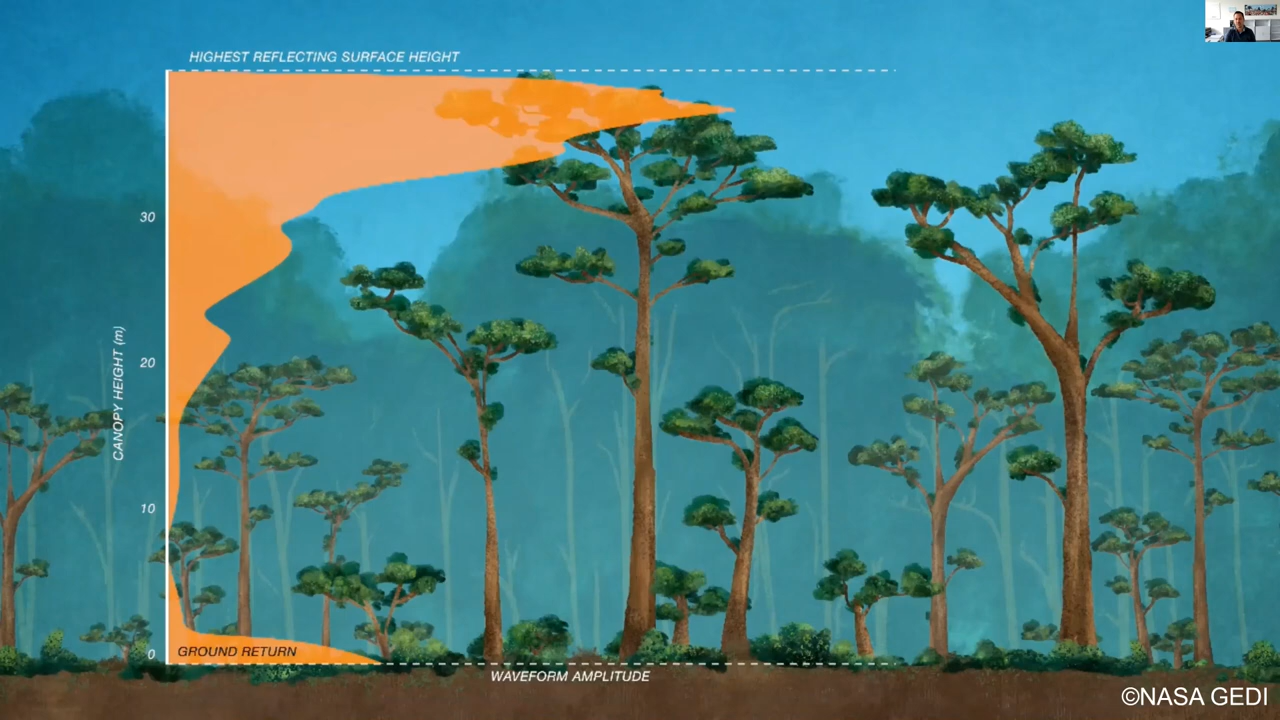 HIGHEST REFLECTING SURFACE HEIGHT
30
20
CANOPY HEIGHT (m)
10
0
GROUND RETURN
WAVEFORM AMPLITUDE
©NASA GEDI